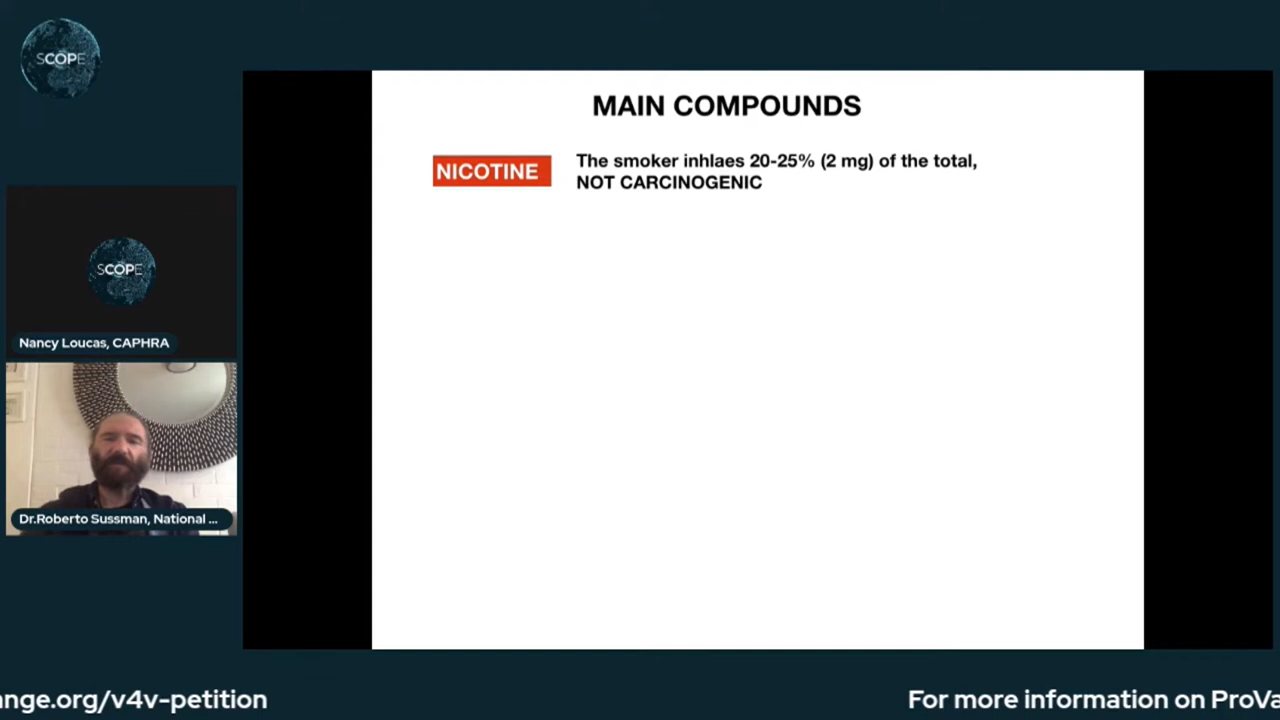 SCOPE
MAIN COMPOUNDS
NICOTINE
The smoker inhlaes 20-25% (2 mg) of the total,
NOT CARCINOGENIC
SCOPE
Nancy Loucas, CAPHRA
Dr.Roberto Sussman, National ...
ange.org/v4v-petition
For more information on ProVa